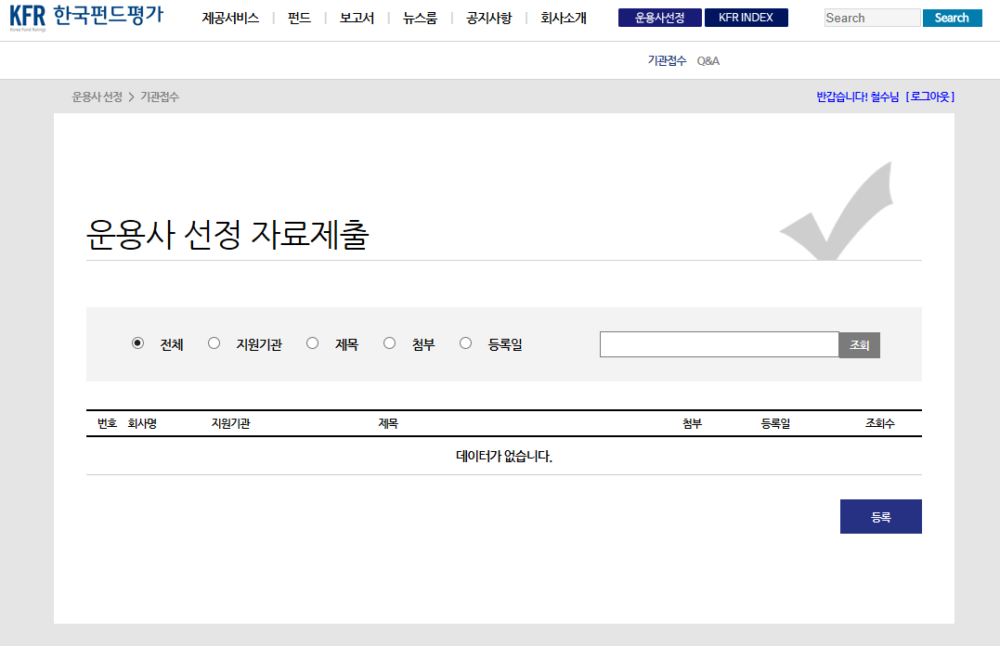 KFR 한국펀드평가
Korea Fund Ratings
제공서비스 | 펀드 | 보고서 | 뉴스룸 | 공지사항 | 회사소개
운용사선정 KFR INDEX
Search Search
기관접수 Q&A
운용사 선정 > 기관접수
반갑습니다! 철수님 [로그아웃]
운용사 선정 자료제출
전체 지원기관 제목 첨부 등록일
조회
번호 회사명 지원기관 제목 첨부 등록일 조회수
데이터가 없습니다.
등록